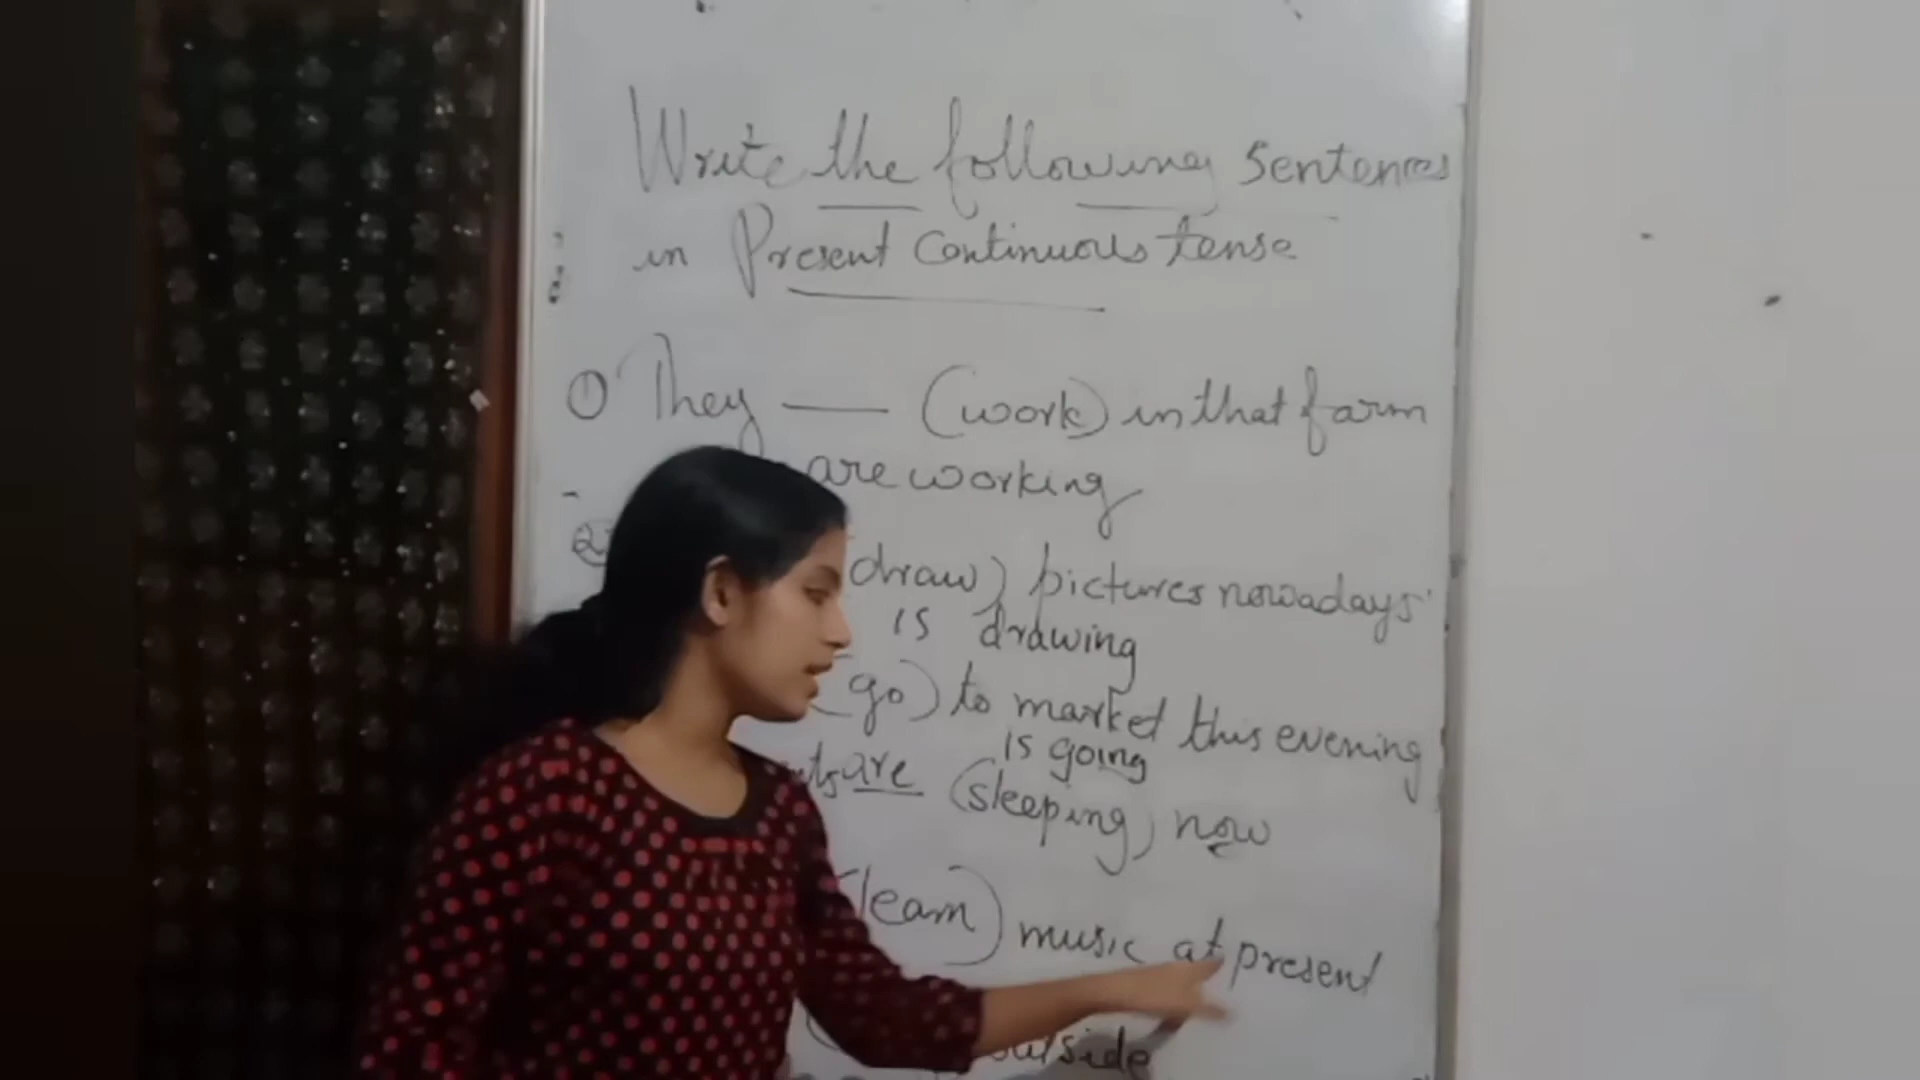 Write the following Sentences
in Present Continuous tense
① They — (work) in that farm
are working
② draw) pictures nowadays
is drawing
(go) to market this evening
is going
are (sleeping) now
(learn) music at present
outside